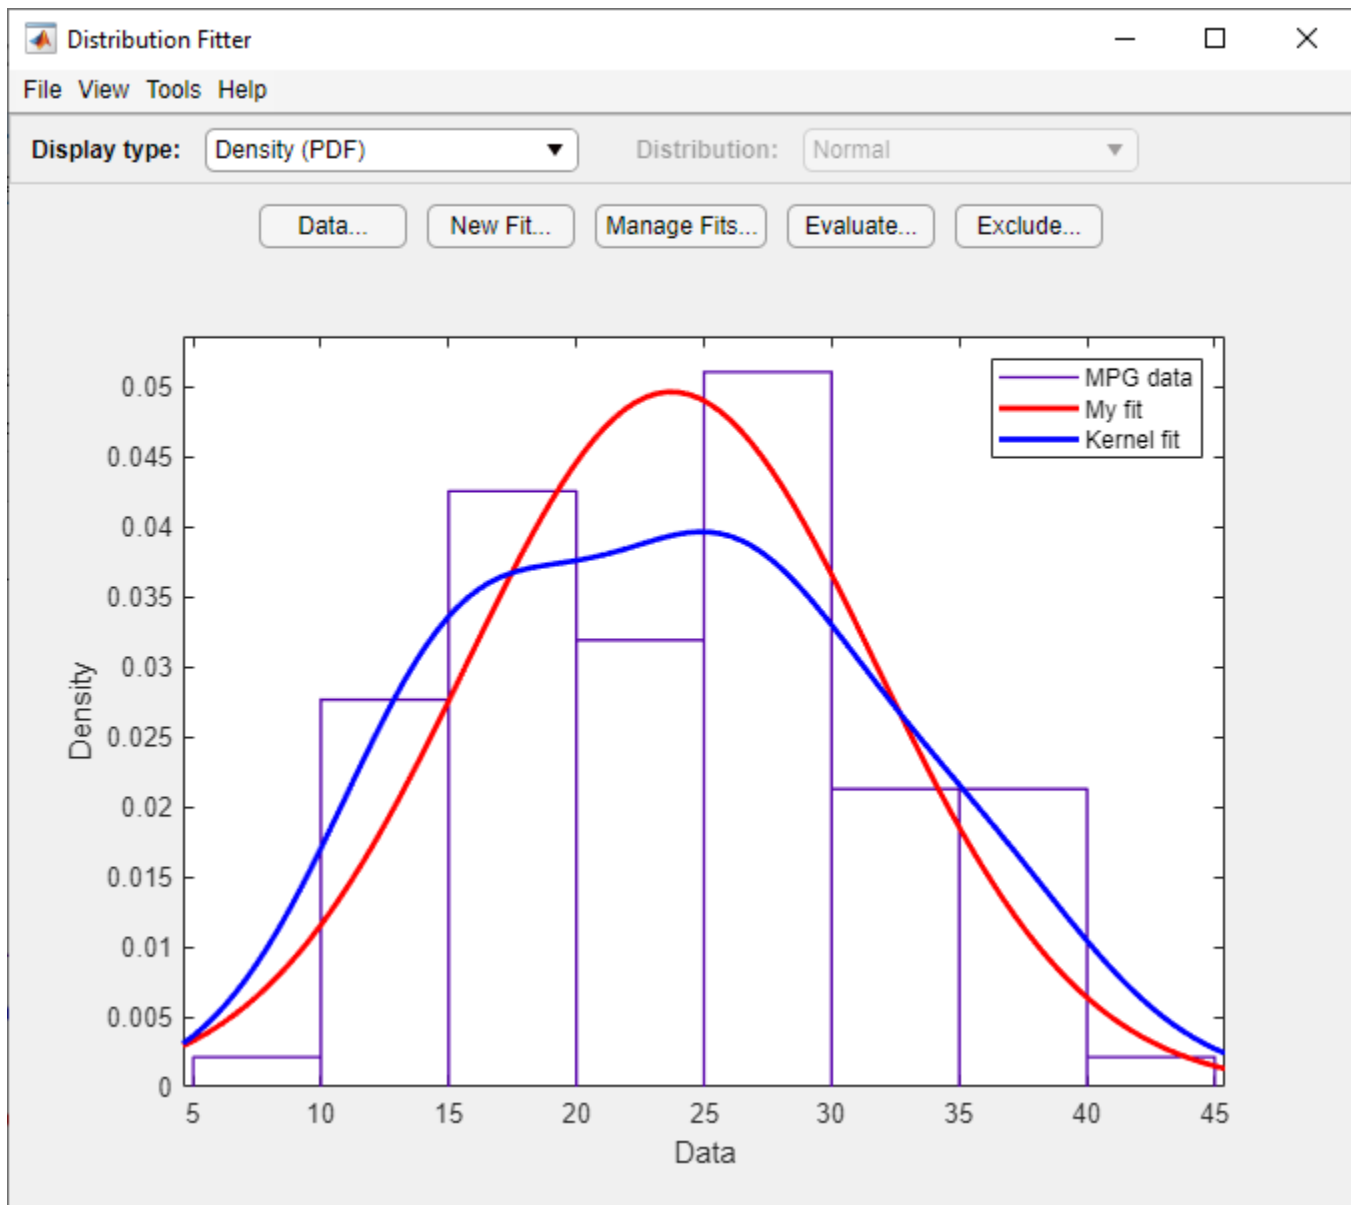 Distribution Fitter
File View Tools Help
Display type: Density (PDF) Distribution: Normal
Data... New Fit... Manage Fits... Evaluate... Exclude...
MPG data
My fit
Kernel fit
0.05
0.045
0.04
0.035
0.03
0.025
0.02
0.015
0.01
0.005
0
Density
5 10 15 20 25 30 35 40 45
Data